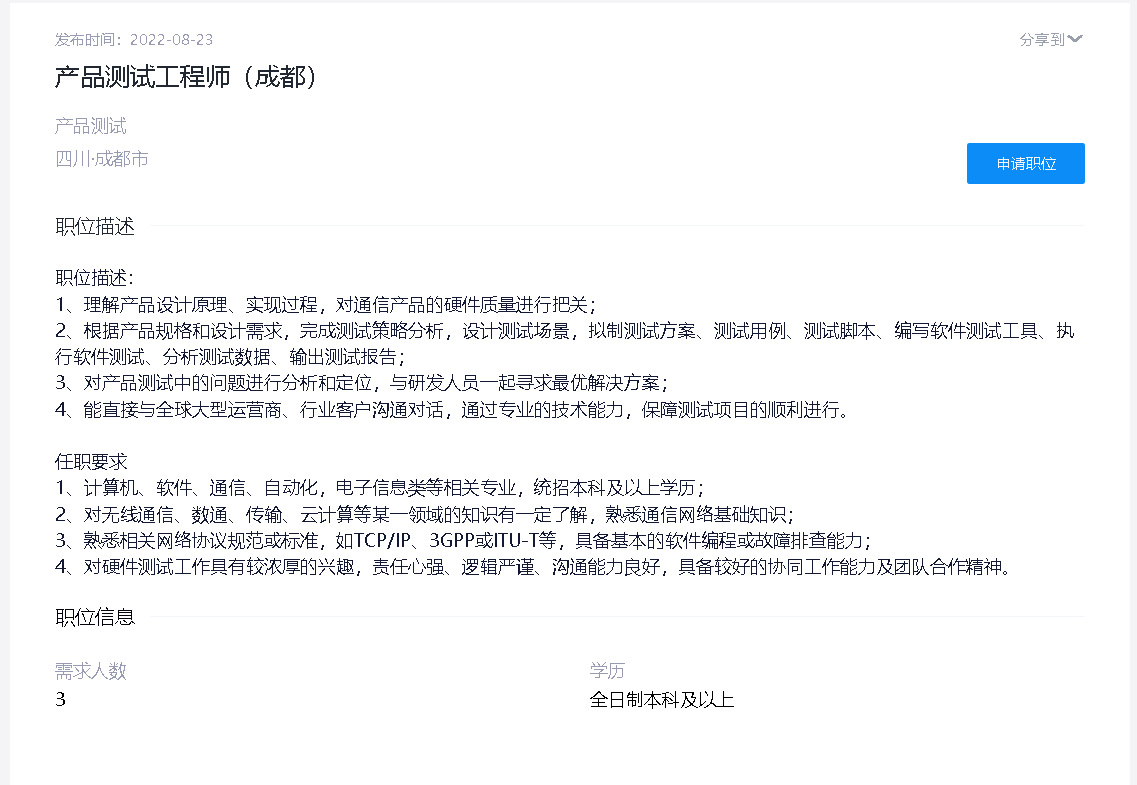 发布时间：2022-08-23
分享到
产品测试工程师（成都）
产品测试
四川·成都市
申请职位
职位描述
职位描述：
1、理解产品设计原理、实现过程，对通信产品的硬件质量进行把关；
2、根据产品规格和设计需求，完成测试策略分析，设计测试场景，拟制测试方案、测试用例、测试脚本、编写软件测试工具、执
行软件测试、分析测试数据、输出测试报告；
3、对产品测试中的问题进行分析和定位，与研发人员一起寻求最优解决方案；
4、能直接与全球大型运营商、行业客户沟通对话，通过专业的技术能力，保障测试项目的顺利进行。
任职要求
1、计算机、软件、通信、自动化，电子信息类等相关专业，统招本科及以上学历；
2、对无线通信、数通、传输、云计算等某一领域的知识有一定了解，熟悉通信网络基础知识；
3、熟悉相关网络协议规范或标准，如TCP/IP、3GPP或ITU-T等，具备基本的软件编程或故障排查能力；
4、对硬件测试工作具有较浓厚的兴趣，责任心强、逻辑严谨、沟通能力良好，具备较好的协同工作能力及团队合作精神。
职位信息
需求人数
学历
3
全日制本科及以上